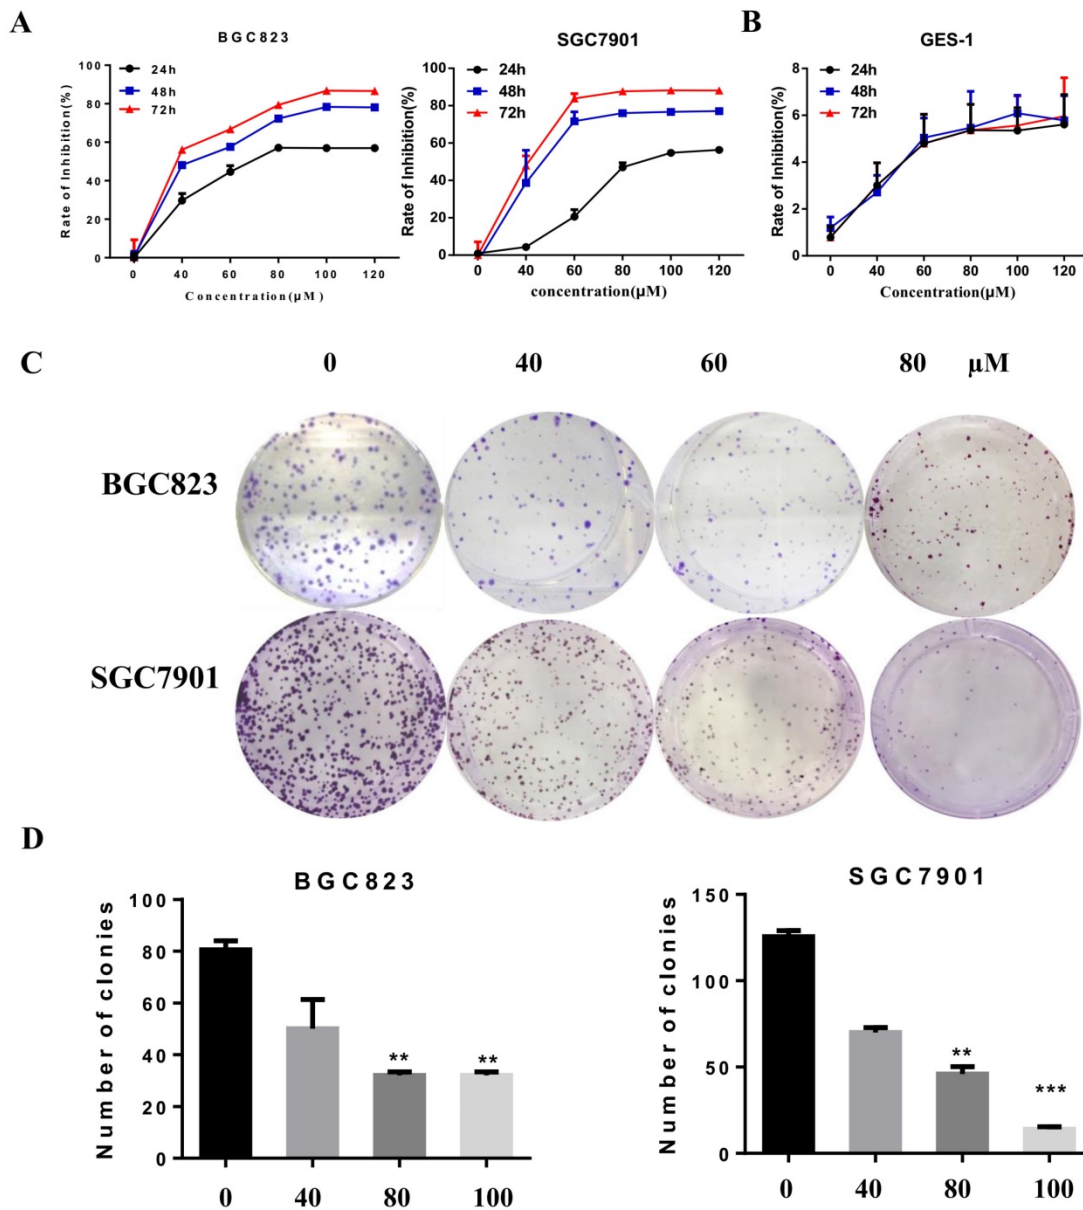 A
B
BGC823
SGC7901
GES-1
24h
48h
72h
24h
48h
72h
24h
48h
72h
Rate of Inhibition(%)
Rate of Inhibition(%)
Rate of Inhibition(%)
100
80
60
40
20
0
100
80
60
40
20
0
8
6
4
2
0
0 40 60 80 100 120
0 40 60 80 100 120
0 40 60 80 100 120
Concentration(μM)
concentration(μM)
Concentration(μM)
C
0 40 60 80 μM
BGC823
SGC7901
D
BGC823
SGC7901
Number of clonies
Number of clonies
100
80
60
40
20
0
150
100
50
0
** **
** ***
0 40 80 100
0 40 80 100